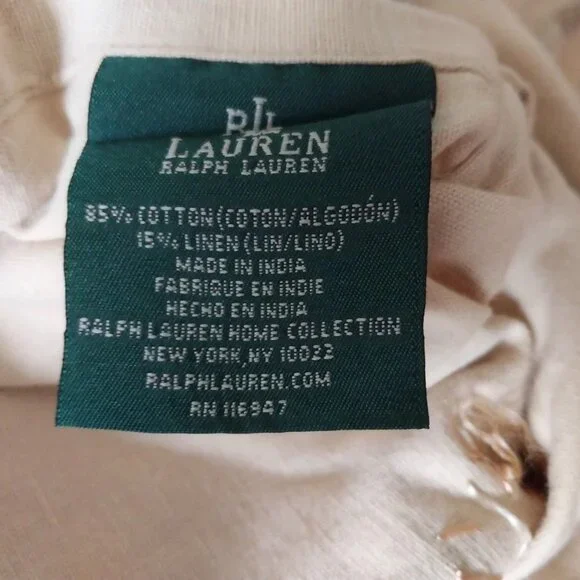 RLL
LAUREN
RALPH LAUREN
85% COTTON (COTON/ALGODÓN)
15% LINEN (LIN/LINO)
MADE IN INDIA
FABRIQUE EN INDIE
HECHO EN INDIA
RALPH LAUREN HOME COLLECTION
NEW YORK, NY 10022
RALPHLAUREN.COM
RN 116947